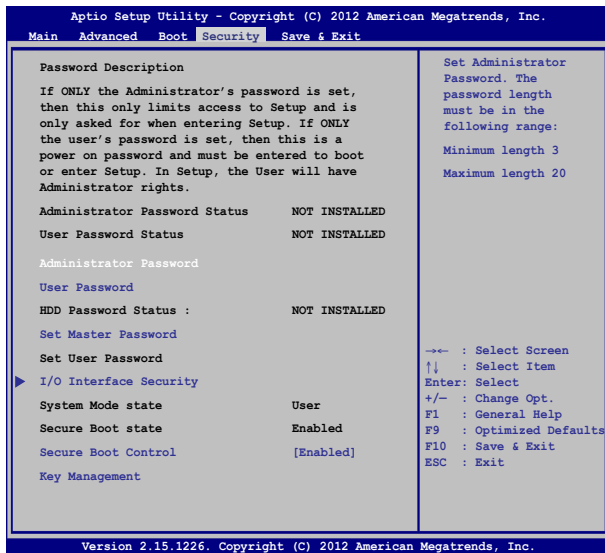 Aptio Setup Utility - Copyright (C) 2012 American Megatrends, Inc.
Main Advanced Boot Security Save & Exit
Password Description
If ONLY the Administrator's password is set,
then this only limits access to Setup and is
only asked for when entering Setup. If ONLY
the user's password is set, then this is a
power on password and must be entered to boot
or enter Setup. In Setup, the User will have
Administrator rights.
Administrator Password Status NOT INSTALLED
User Password Status NOT INSTALLED
Administrator Password
User Password
HDD Password Status : NOT INSTALLED
Set Master Password
Set User Password
I/O Interface Security
System Mode state User
Secure Boot state Enabled
Secure Boot Control [Enabled]
Key Management
Set Administrator
Password. The
password length
must be in the
following range:
Minimum length 3
Maximum length 20
→← : Select Screen
↑↓ : Select Item
Enter: Select
+/— : Change Opt.
F1 : General Help
F9 : Optimized Defaults
F10 : Save & Exit
ESC : Exit
Version 2.15.1226. Copyright (C) 2012 American Megatrends, Inc.